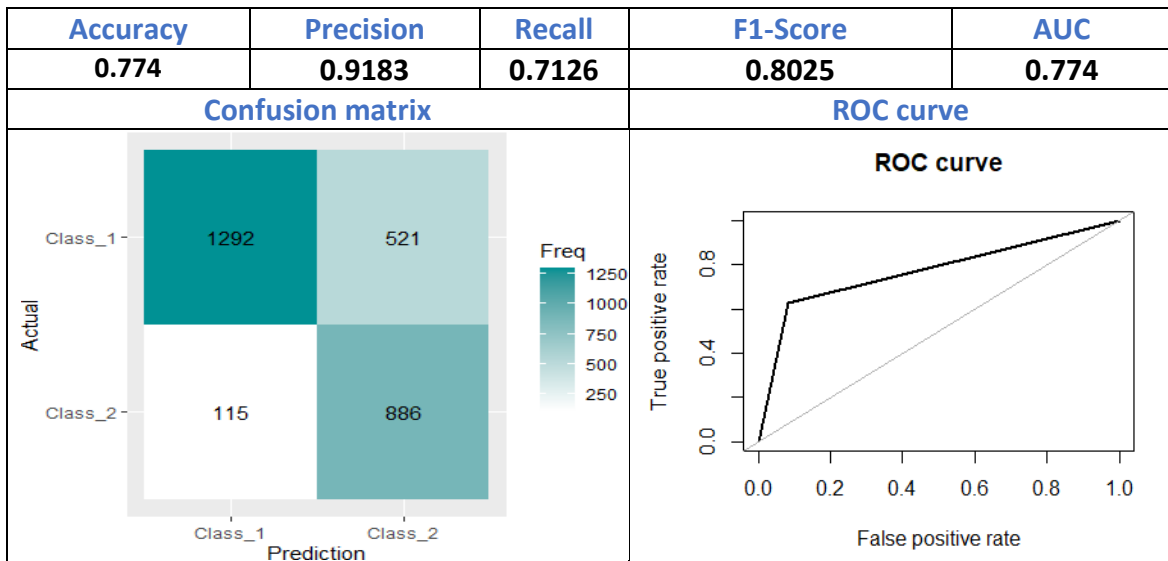 Accuracy Precision Recall F1-Score AUC
0.774 0.9183 0.7126 0.8025 0.774
Confusion matrix ROC curve
Class_1
Class_2
Actual
1292 521
115 886
Class_1 Class_2
Prediction
Freq
1250
1000
750
500
250
ROC curve
True positive rate
0.8
0.4
0.0
0.0 0.2 0.4 0.6 0.8 1.0
False positive rate